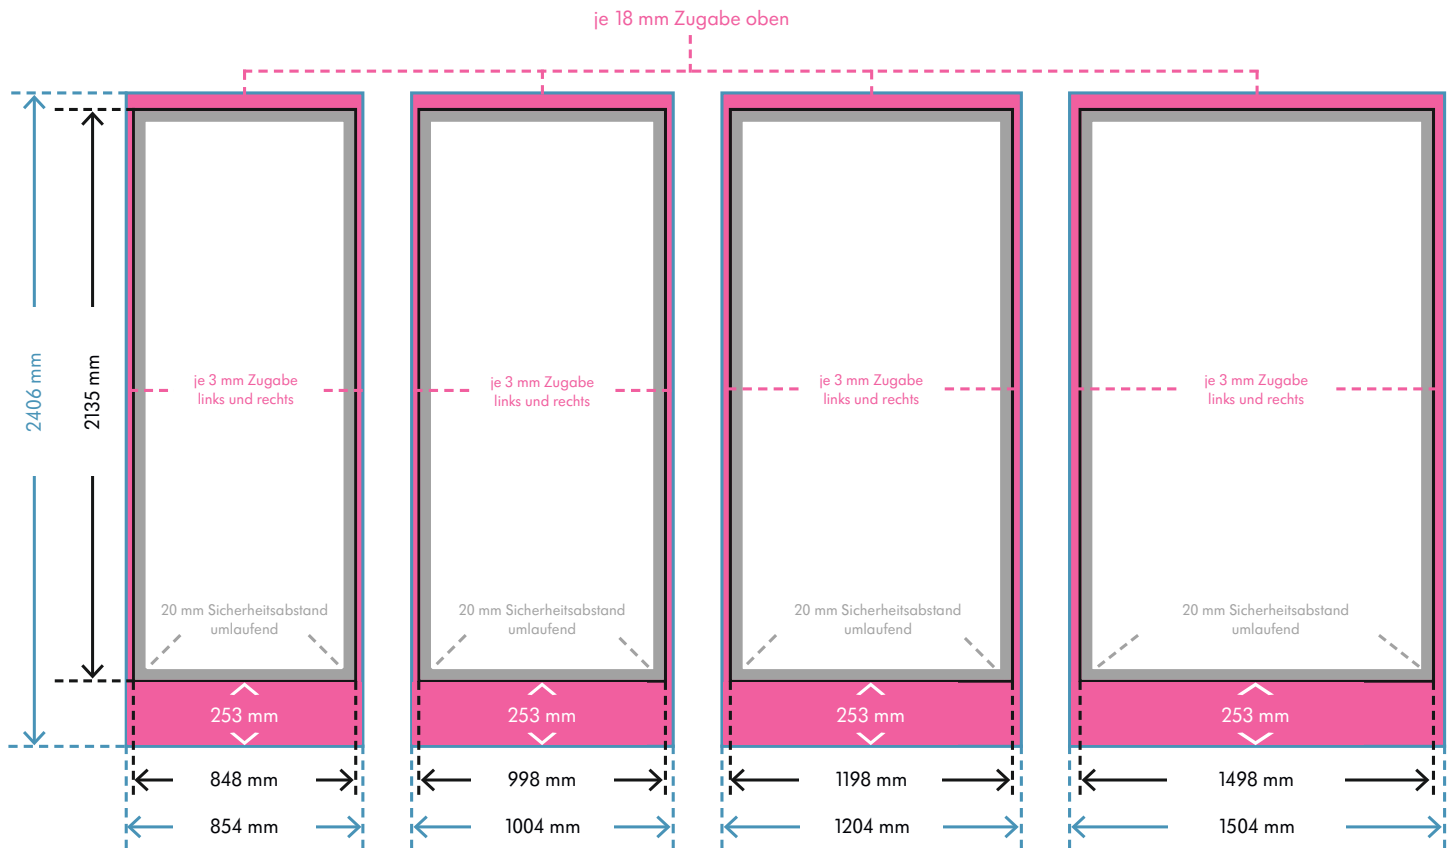 je 18 mm Zugabe oben
2406 mm
2135 mm
je 3 mm Zugabe
links und rechts
je 3 mm Zugabe
links und rechts
je 3 mm Zugabe
links und rechts
je 3 mm Zugabe
links und rechts
20 mm Sicherheitsabstand
umlaufend
20 mm Sicherheitsabstand
umlaufend
20 mm Sicherheitsabstand
umlaufend
20 mm Sicherheitsabstand
umlaufend
253 mm
253 mm
253 mm
253 mm
848 mm
998 mm
1198 mm
1498 mm
854 mm
1004 mm
1204 mm
1504 mm